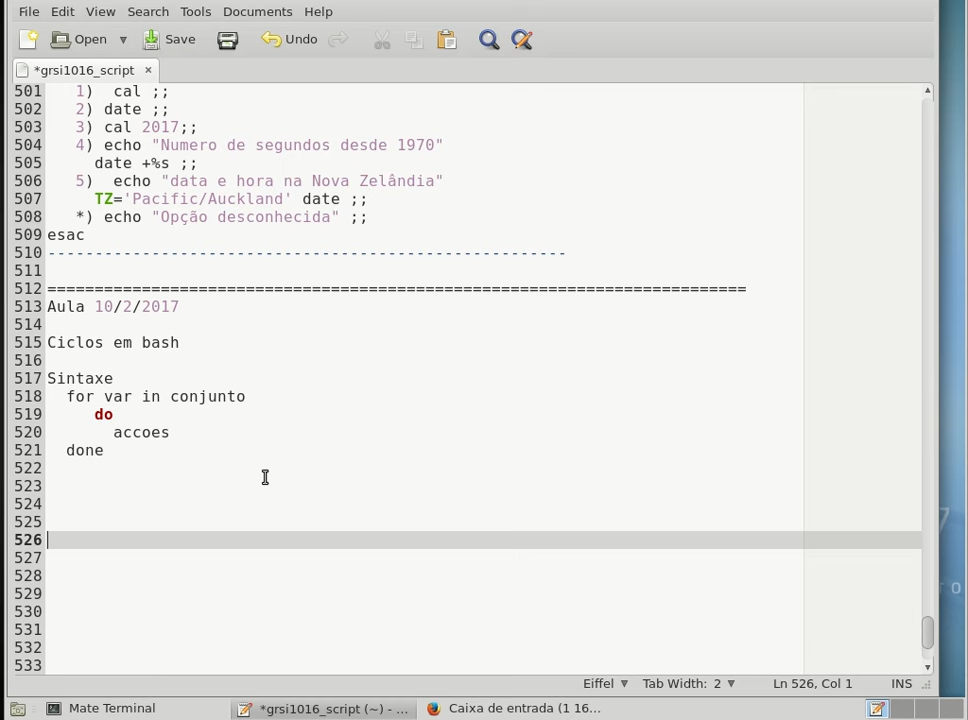 File Edit View Search Tools Documents Help
Open Save Undo
*grsi1016_script ×
501 1) cal ;;
502 2) date ;;
503 3) cal 2017;;
504 4) echo "Numero de segundos desde 1970"
505 date +%s ;;
506 5) echo "data e hora na Nova Zelândia"
507 TZ='Pacific/Auckland' date ;;
508 *) echo "Opção desconhecida" ;;
509 esac
510 -------------------------------------------------------
511
512 ==========================================================================
513 Aula 10/2/2017
514
515 Ciclos em bash
516
517 Sintaxe
518 for var in conjunto
519 do
520 accoes
521 done
522
523
524
525
526
527
528
529
530
531
532
533
Eiffel Tab Width: 2 Ln 526, Col 1 INS
Mate Terminal *grsi1016_script (~) - ... Caixa de entrada (1 16...